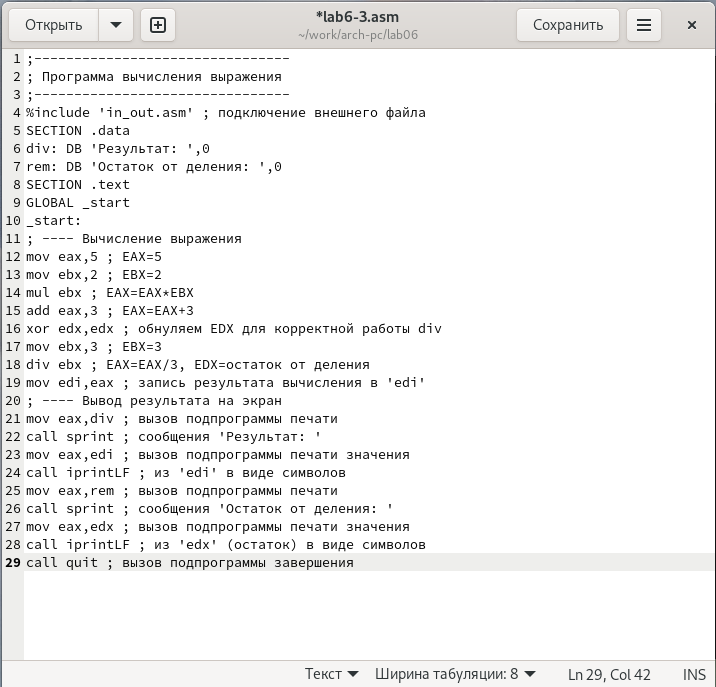 Открыть
*lab6-3.asm
~/work/arch-pc/lab06
Сохранить
1 ;--------------------------------
2 ; Программа вычисления выражения
3 ;--------------------------------
4 %include 'in_out.asm' ; подключение внешнего файла
5 SECTION .data
6 div: DB 'Результат: ',0
7 rem: DB 'Остаток от деления: ',0
8 SECTION .text
9 GLOBAL _start
10 _start:
11 ; ---- Вычисление выражения
12 mov eax,5 ; EAX=5
13 mov ebx,2 ; EBX=2
14 mul ebx ; EAX=EAX*EBX
15 add eax,3 ; EAX=EAX+3
16 xor edx,edx ; обнуляем EDX для корректной работы div
17 mov ebx,3 ; EBX=3
18 div ebx ; EAX=EAX/3, EDX=остаток от деления
19 mov edi,eax ; запись результата вычисления в 'edi'
20 ; ---- Вывод результата на экран
21 mov eax,div ; вызов подпрограммы печати
22 call sprint ; сообщения 'Результат: '
23 mov eax,edi ; вызов подпрограммы печати значения
24 call iprintLF ; из 'edi' в виде символов
25 mov eax,rem ; вызов подпрограммы печати
26 call sprint ; сообщения 'Остаток от деления: '
27 mov eax,edx ; вызов подпрограммы печати значения
28 call iprintLF ; из 'edx' (остаток) в виде символов
29 call quit ; вызов подпрограммы завершения
Текст Ширина табуляции: 8 Ln 29, Col 42 INS